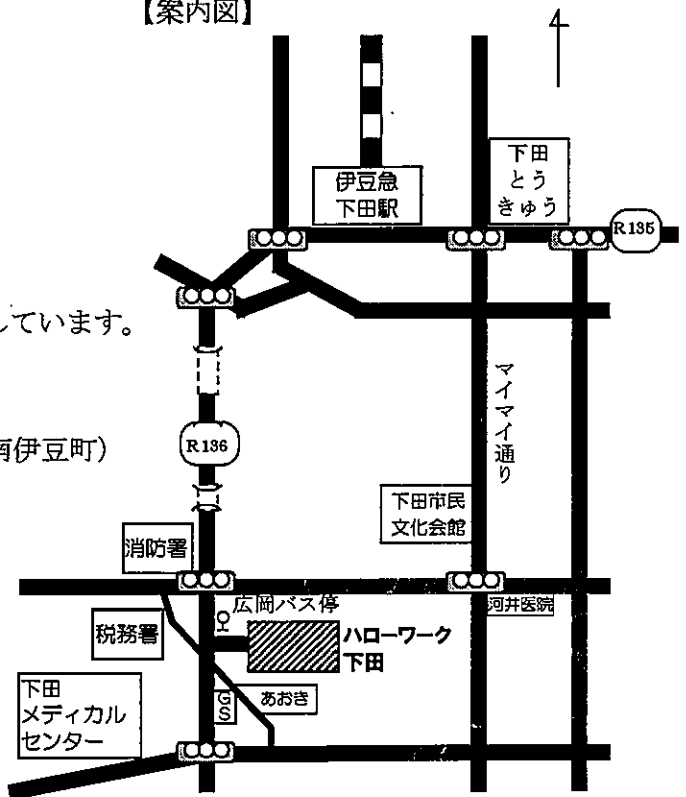 【案内図】
伊豆急
下田駅
下田
とう
きゅう
R135
しています。
マイマイ通り
南伊豆町）
R136
下田市民
文化会館
消防署
広岡バス停
河井医院
税務署
ハローワーク
下田
下田
メディカル
センター
GS
あおき